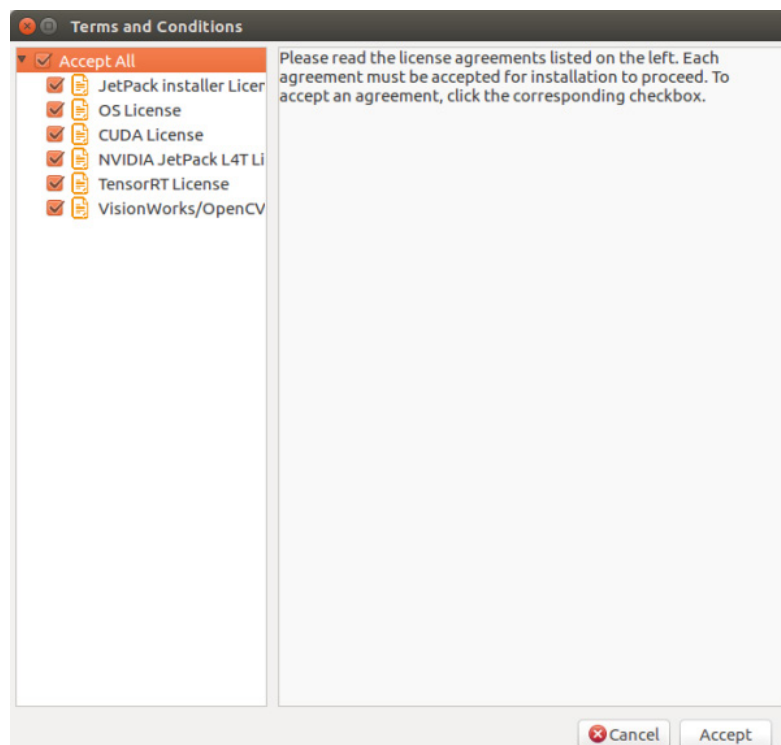 Terms and Conditions
Accept All
JetPack installer Licer
OS License
CUDA License
NVIDIA JetPack L4T Li
TensorRT License
VisionWorks/OpenCV
Please read the license agreements listed on the left. Each
agreement must be accepted for installation to proceed. To
accept an agreement, click the corresponding checkbox.
Cancel
Accept